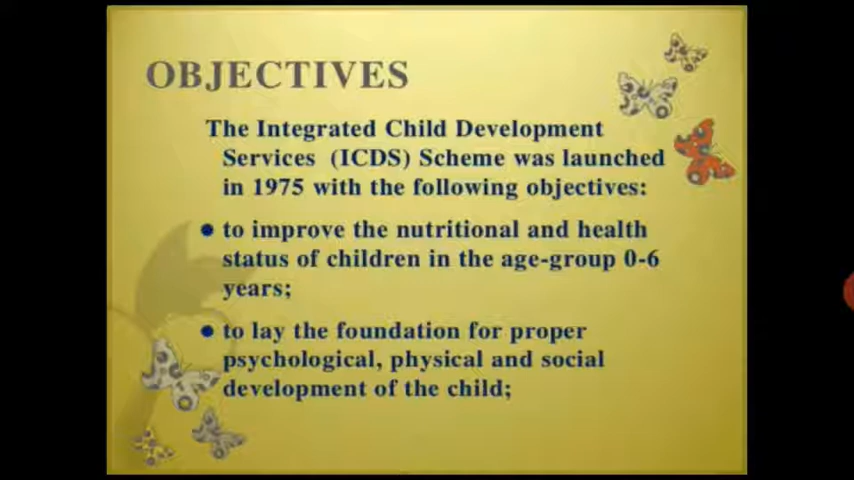 OBJECTIVES
The Integrated Child Development
Services (ICDS) Scheme was launched
in 1975 with the following objectives:
• to improve the nutritional and health
status of children in the age-group 0-6
years;
• to lay the foundation for proper
psychological, physical and social
development of the child;